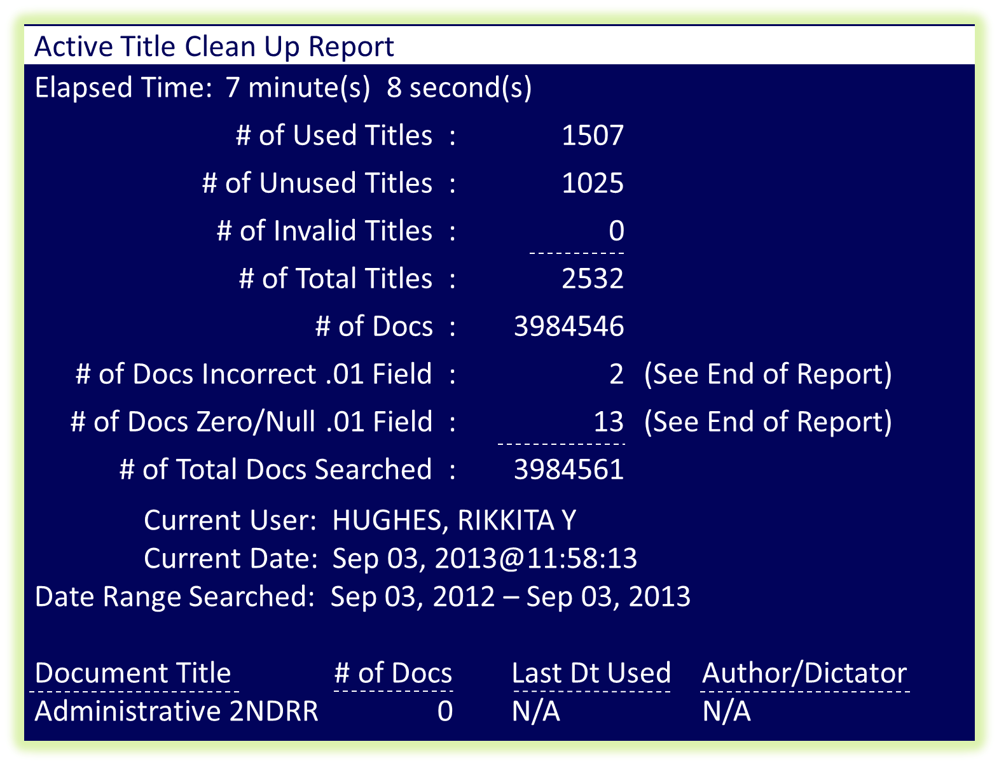 Active Title Clean Up Report
Elapsed Time: 7 minute(s) 8 second(s)
# of Used Titles : 1507
# of Unused Titles : 1025
# of Invalid Titles : 0
# of Total Titles : 2532
# of Docs : 3984546
# of Docs Incorrect .01 Field : 2 (See End of Report)
# of Docs Zero/Null .01 Field : 13 (See End of Report)
# of Total Docs Searched : 3984561
Current User: HUGHES, RIKKITA Y
Current Date: Sep 03, 2013@11:58:13
Date Range Searched: Sep 03, 2012 – Sep 03, 2013
Document Title # of Docs Last Dt Used Author/Dictator
Administrative 2NDRR 0 N/A N/A